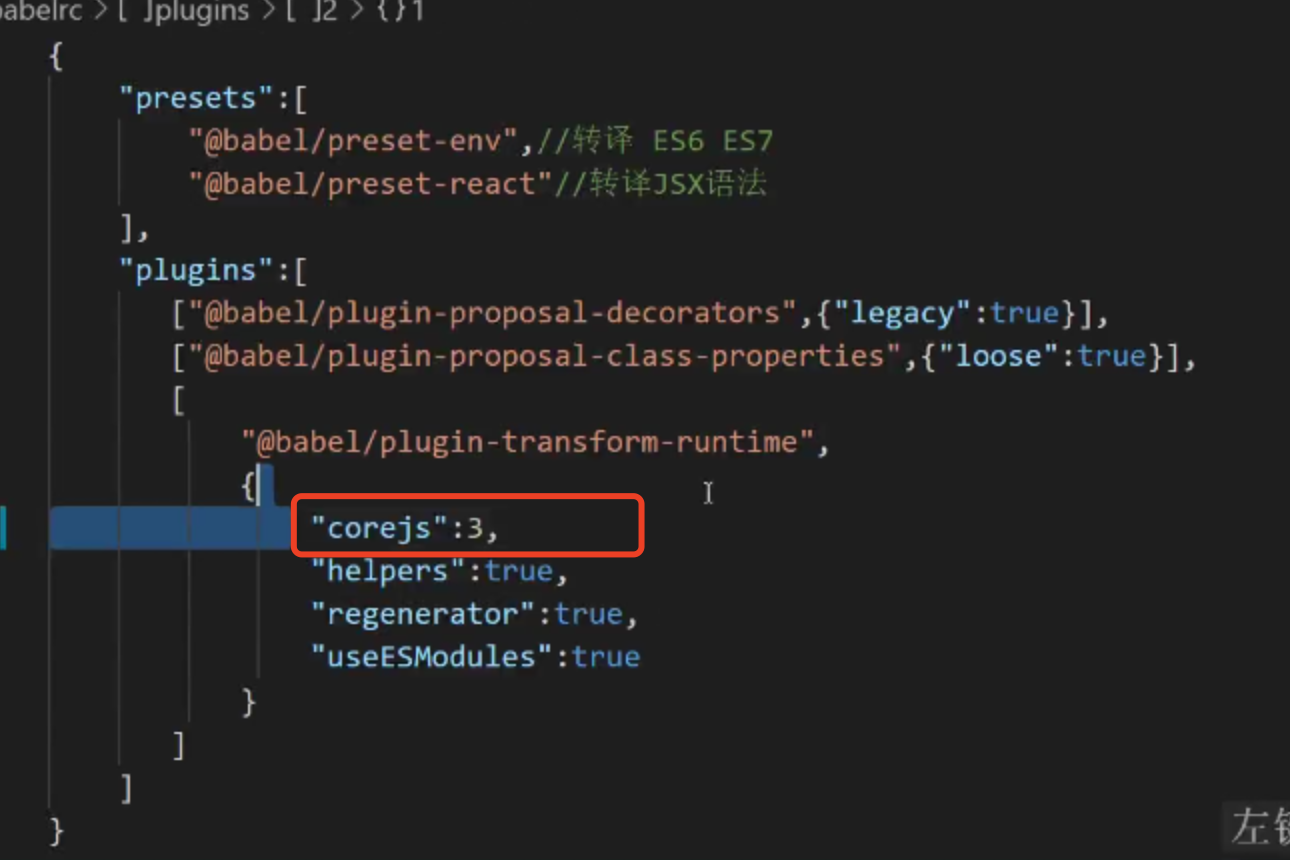 babelrc > [ ]plugins > [ ]2 > {}1
{
"presets":[
"@babel/preset-env",//转译 ES6 ES7
"@babel/preset-react"//转译JSX语法
],
"plugins":[
["@babel/plugin-proposal-decorators",{"legacy":true}],
["@babel/plugin-proposal-class-properties",{"loose":true}],
[
"@babel/plugin-transform-runtime",
{
"corejs":3,
"helpers":true,
"regenerator":true,
"useESModules":true
}
]
]
}
左键